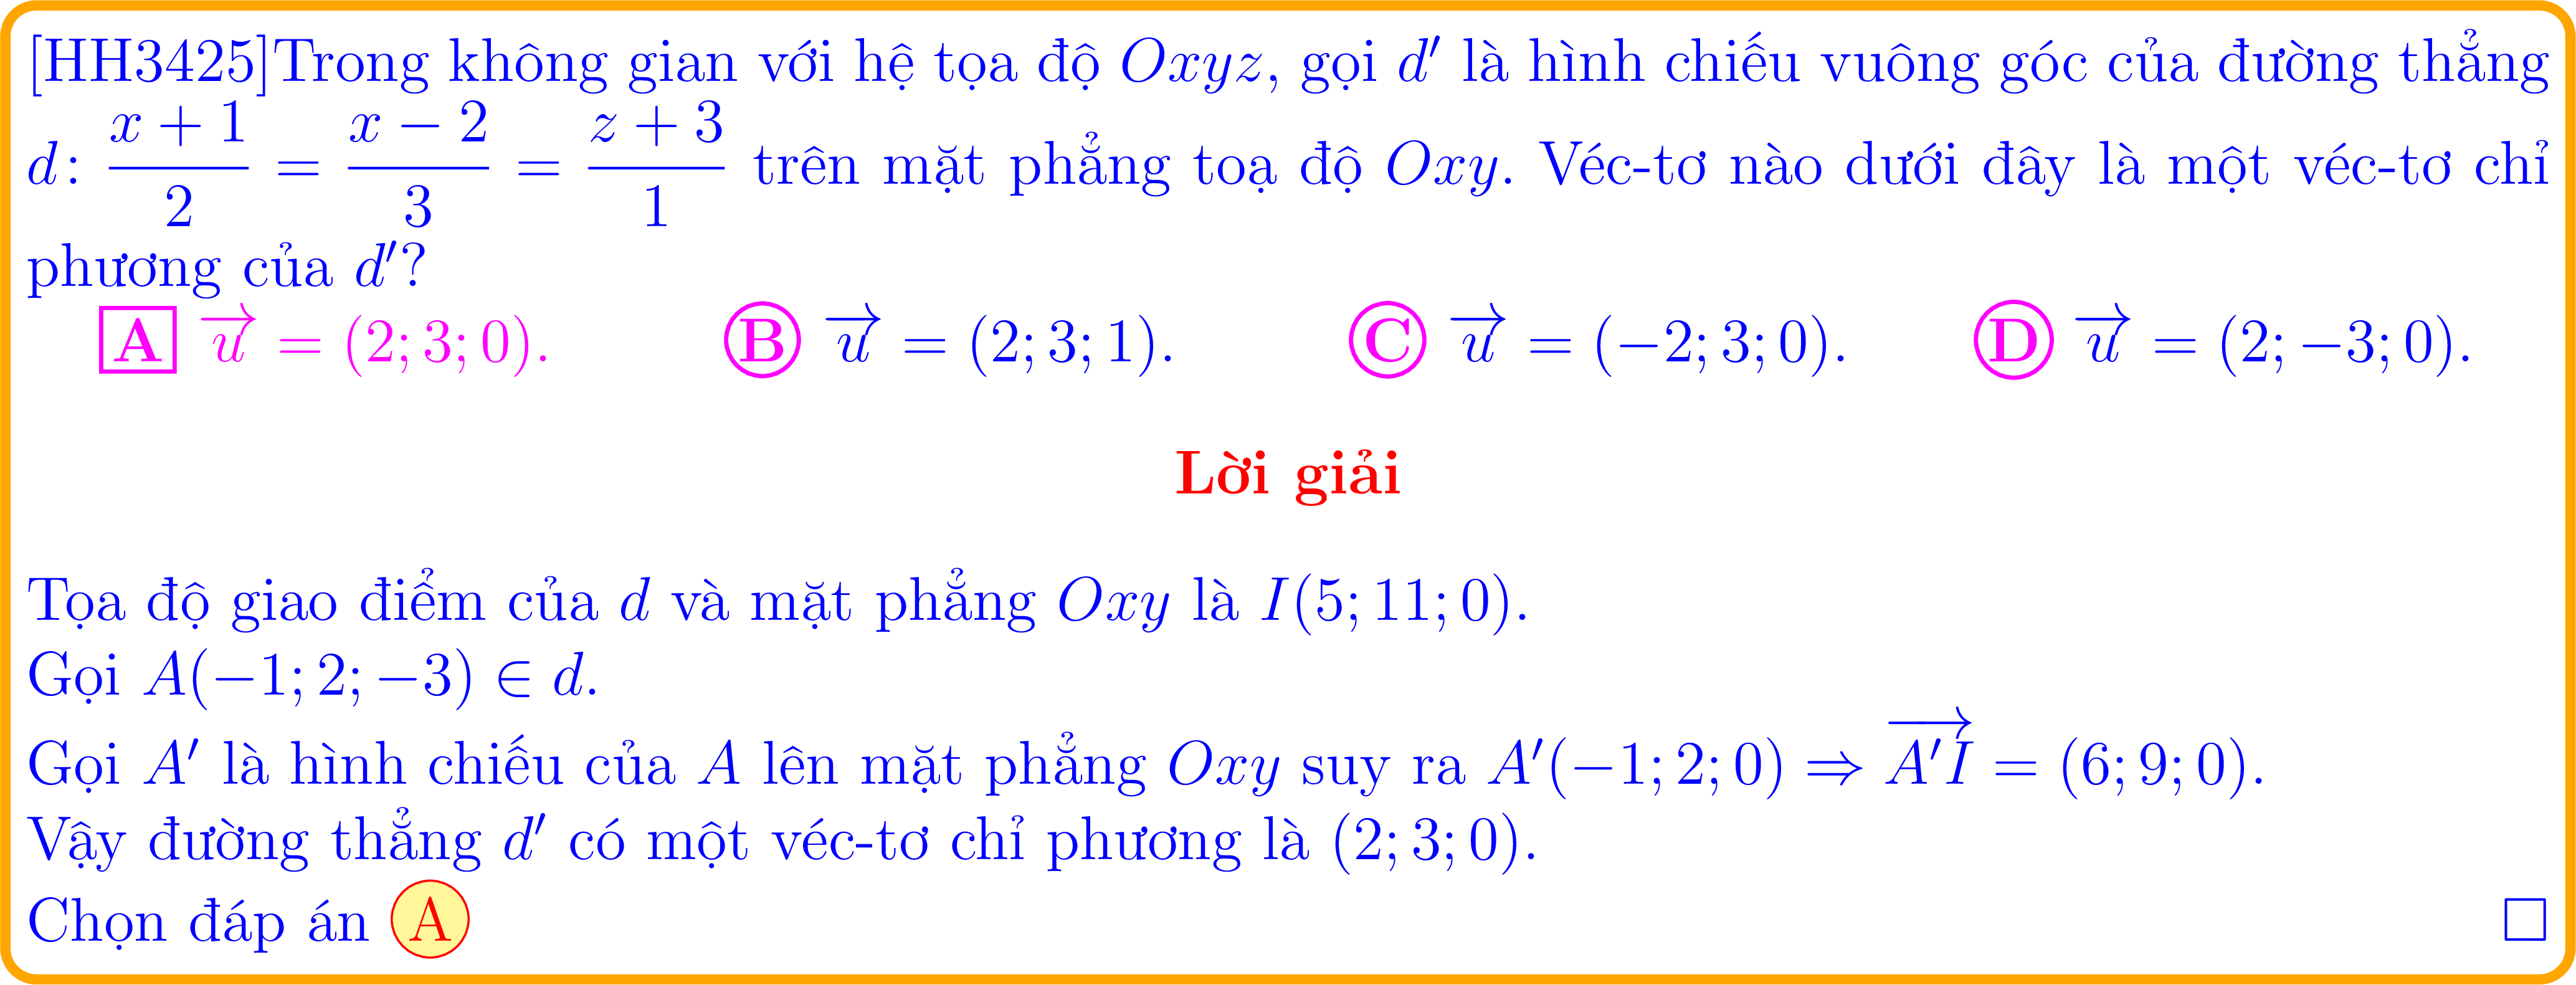 [HH3425]Trong không gian với hệ tọa độ Oxyz, gọi d′ là hình chiếu vuông góc của đường thẳng
d: \frac{x + 1}{2} = \frac{x − 2}{3} = \frac{z + 3}{1} trên mặt phẳng toạ độ Oxy. Véc-tơ nào dưới đây là một véc-tơ chỉ
phương của d′?
A \overrightarrow{u} = (2; 3; 0). B \overrightarrow{u} = (2; 3; 1). C \overrightarrow{u} = (−2; 3; 0). D \overrightarrow{u} = (2; −3; 0).
Lời giải
Tọa độ giao điểm của d và mặt phẳng Oxy là I(5; 11; 0).
Gọi A(−1; 2; −3) ∈ d.
Gọi A′ là hình chiếu của A lên mặt phẳng Oxy suy ra A′(−1; 2; 0) ⇒ \overrightarrow{A′I} = (6; 9; 0).
Vậy đường thẳng d′ có một véc-tơ chỉ phương là (2; 3; 0).
Chọn đáp án A □